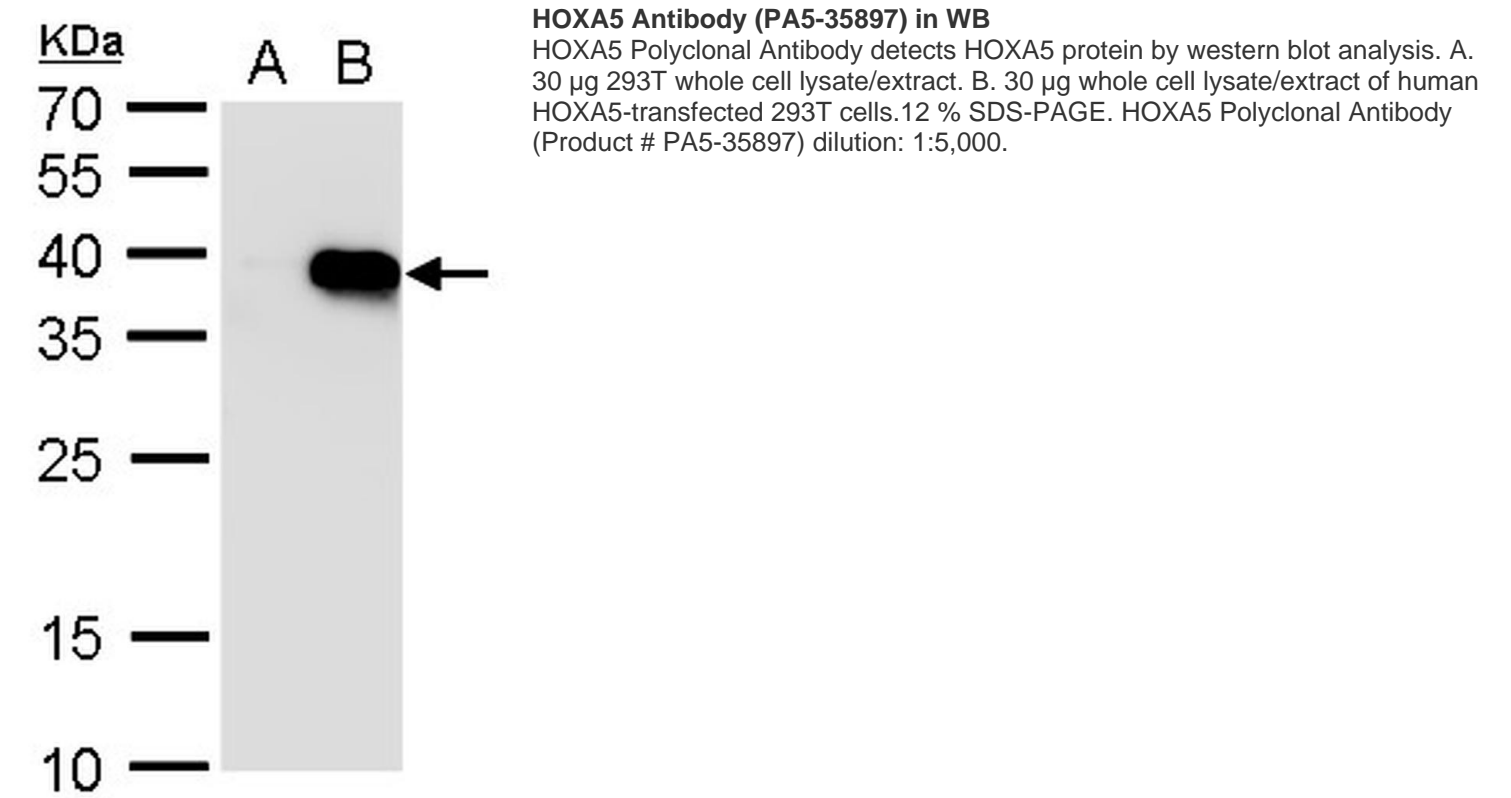 HOXA5 Antibody (PA5-35897) in WB
HOXA5 Polyclonal Antibody detects HOXA5 protein by western blot analysis. A.
30 µg 293T whole cell lysate/extract. B. 30 µg whole cell lysate/extract of human
HOXA5-transfected 293T cells.12 % SDS-PAGE. HOXA5 Polyclonal Antibody
(Product # PA5-35897) dilution: 1:5,000.
KDa
A B
70
55
40
35
25
15
10